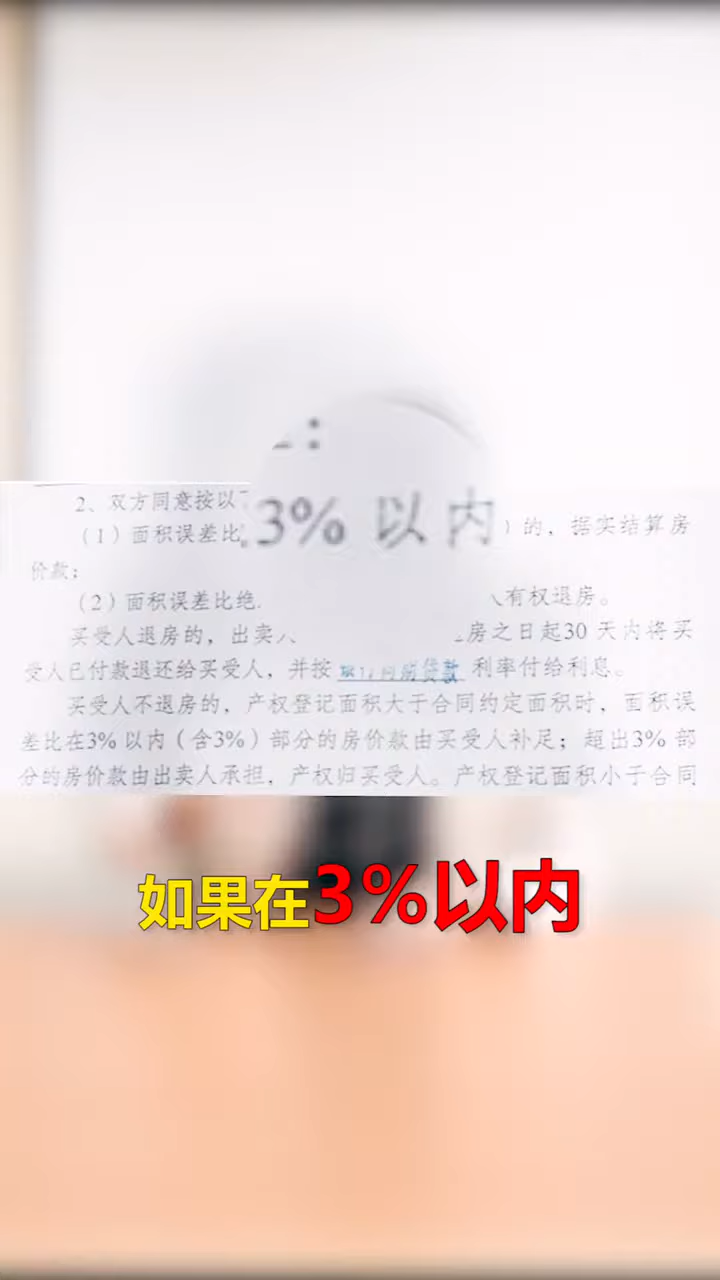 2、双方同意按以
（1）面积误差比
3% 以内
）的，据实结算房
价款；
（2）面积误差比绝
有权退房。
买受人退房的，出卖
房之日起30 天内将买
受人已付款退还给买受人，并按
利率付给利息。
买受人不退房的，产权登记面积大于合同约定面积时，面积误
差比在3% 以内（含3%）部分的房价款由买受人补足；超出3% 部
分的房价款由出卖人承担，产权归买受人。产权登记面积小于合同
如果在3%以内